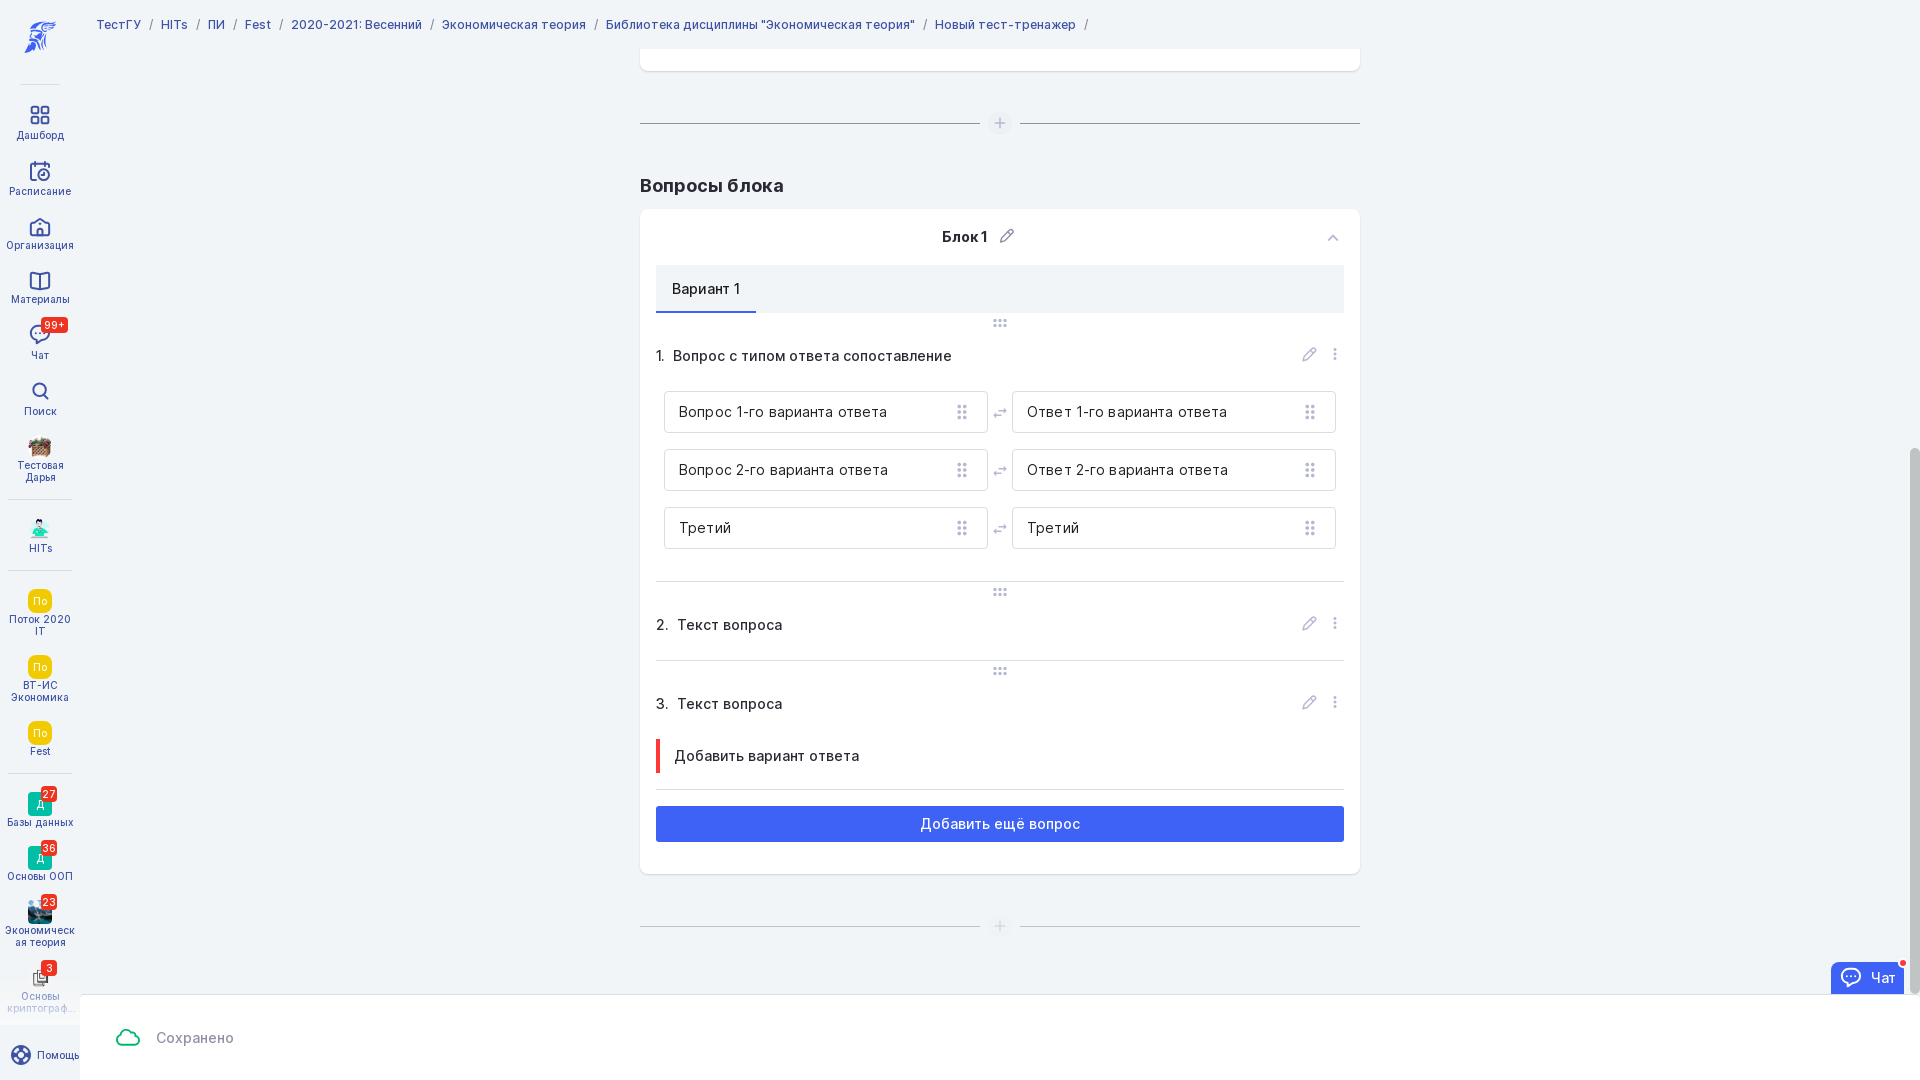 ТестГУ / HITs / ПИ / Fest / 2020-2021: Весенний / Экономическая теория / Библиотека дисциплины "Экономическая теория" / Новый тест-тренажер /
Дашборд
Расписание
Организация
Материалы
99+
Чат
Поиск
Тестовая
Дарья
HITs
По
Поток 2020
IT
По
ВТ-ИС
Экономика
По
Fest
27
Д
Базы данных
36
Д
Основы ООП
23
Экономическ
ая теория
3
Основы
криптограф...
Помощь
Вопросы блока
Блок 1
Вариант 1
1. Вопрос с типом ответа сопоставление
Вопрос 1-го варианта ответа
Ответ 1-го варианта ответа
Вопрос 2-го варианта ответа
Ответ 2-го варианта ответа
Третий
Третий
2. Текст вопроса
3. Текст вопроса
Добавить вариант ответа
Добавить ещё вопрос
Чат
Сохранено